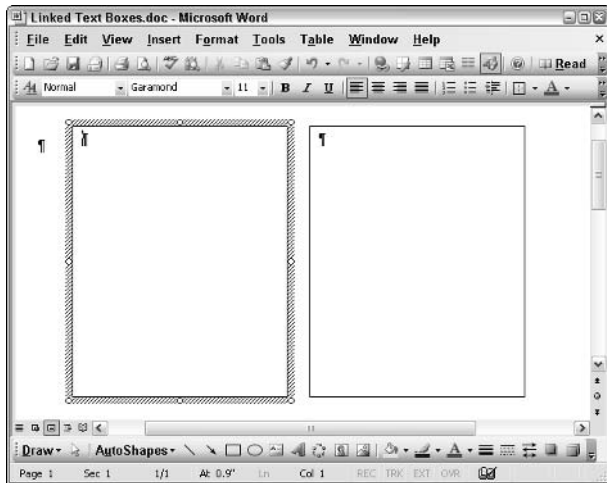 Linked Text Boxes.doc - Microsoft Word
File Edit View Insert Format Tools Table Window Help ×
Read
Normal Garamond 11 B I U A
¶ ¶ ¶
Draw AutoShapes A
Page 1 Sec 1 1/1 At 0.9" Ln Col 1 REC TRK EXT OVR